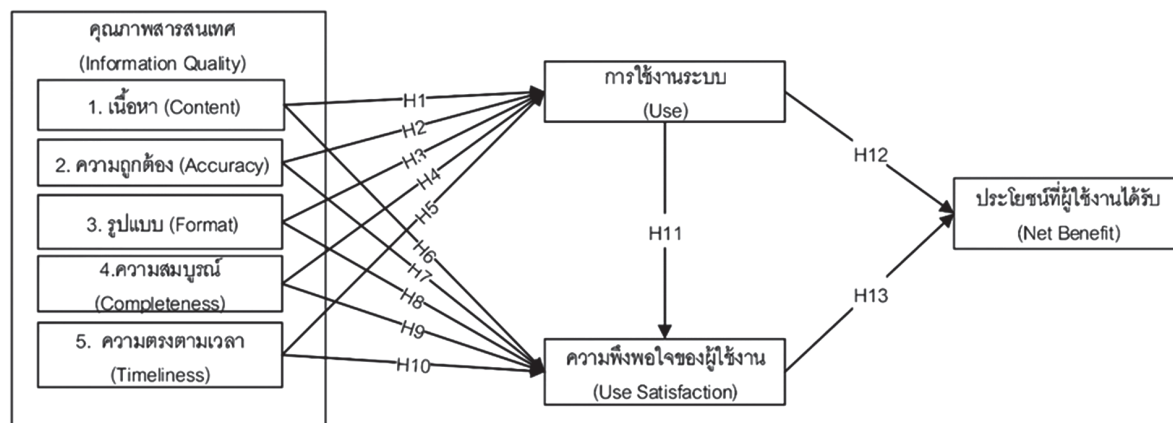 คุณภาพสารสนเทศ
(Information Quality)
1. เนื้อหา (Content)
2. ความถูกต้อง (Accuracy)
3. รูปแบบ (Format)
4.ความสมบูรณ์
(Completeness)
5. ความตรงตามเวลา
(Timeliness)
H1
H2
H3
H4
H5
H6
H7
H8
H9
H10
การใช้งานระบบ
(Use)
H11
ความพึงพอใจของผู้ใช้งาน
(Use Satisfaction)
H12
H13
ประโยชน์ที่ผู้ใช้งานได้รับ
(Net Benefit)